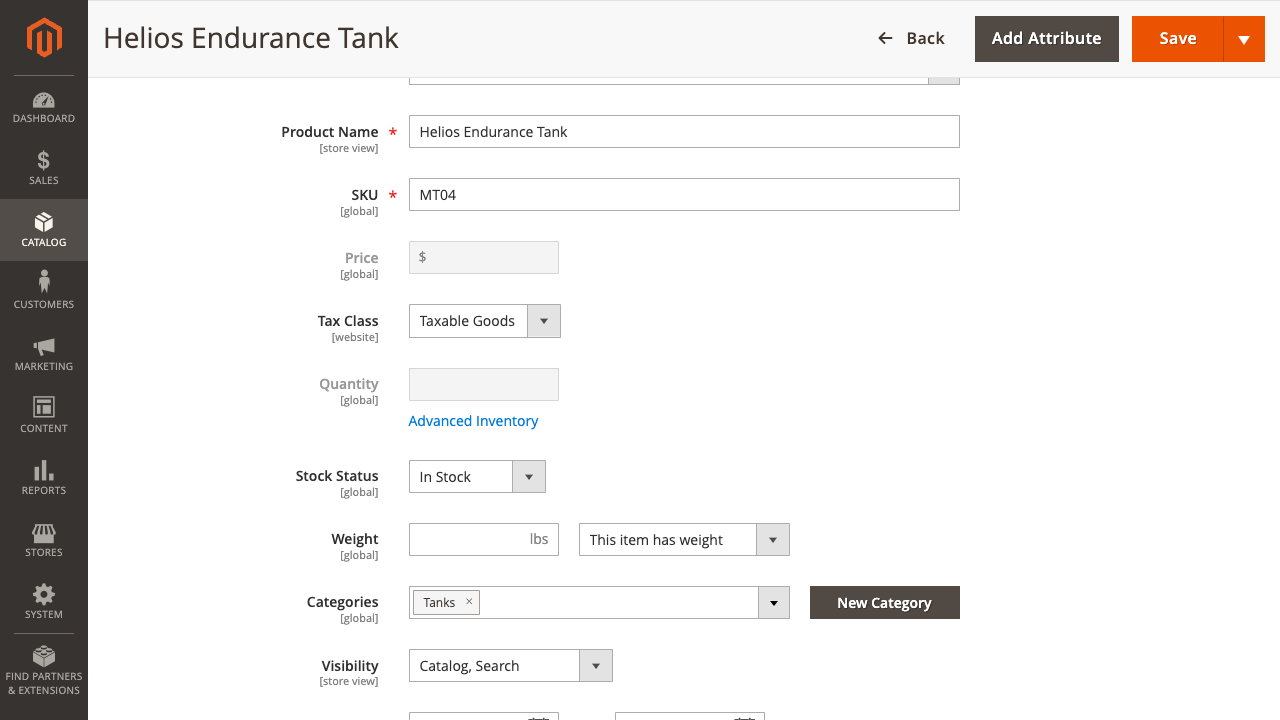 Helios Endurance Tank
Back
Add Attribute
Save
DASHBOARD
SALES
CATALOG
CUSTOMERS
MARKETING
CONTENT
REPORTS
STORES
SYSTEM
FIND PARTNERS
& EXTENSIONS
Product Name *
[store view]
Helios Endurance Tank
SKU *
[global]
MT04
Price
[global]
$
Tax Class
[website]
Taxable Goods
Quantity
[global]
Advanced Inventory
Stock Status
[global]
In Stock
Weight
[global]
lbs
This item has weight
Categories
[global]
Tanks ×
New Category
Visibility
[store view]
Catalog, Search